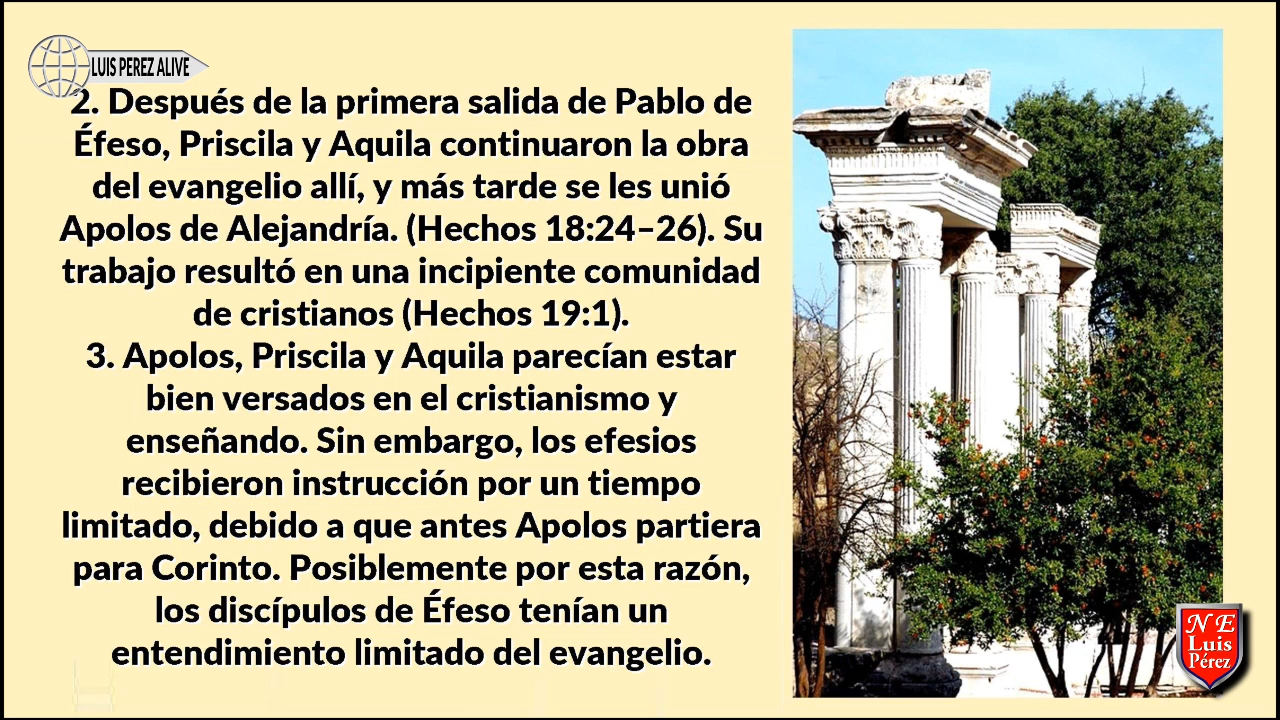 LUIS PEREZ ALIVE
2. Después de la primera salida de Pablo de
Éfeso, Priscila y Aquila continuaron la obra
del evangelio allí, y más tarde se les unió
Apolos de Alejandría. (Hechos 18:24–26). Su
trabajo resultó en una incipiente comunidad
de cristianos (Hechos 19:1).
3. Apolos, Priscila y Aquila parecían estar
bien versados en el cristianismo y
enseñando. Sin embargo, los efesios
recibieron instrucción por un tiempo
limitado, debido a que antes Apolos partiera
para Corinto. Posiblemente por esta razón,
los discípulos de Éfeso tenían un
entendimiento limitado del evangelio.
N E
Luis
Pérez